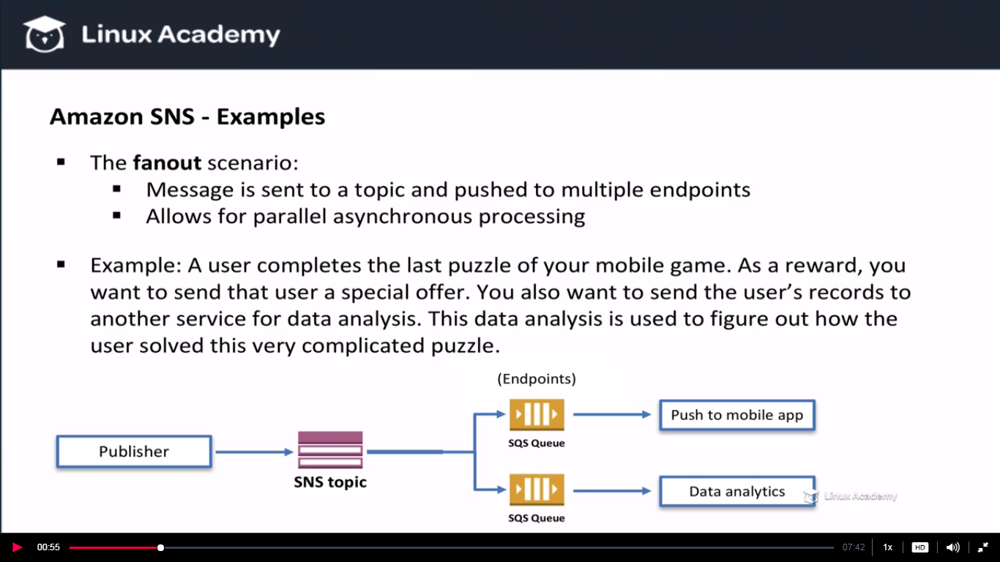 Linux Academy
Amazon SNS - Examples
▪ The fanout scenario:
▪ Message is sent to a topic and pushed to multiple endpoints
▪ Allows for parallel asynchronous processing
▪ Example: A user completes the last puzzle of your mobile game. As a reward, you
want to send that user a special offer. You also want to send the user’s records to
another service for data analysis. This data analysis is used to figure out how the
user solved this very complicated puzzle.
(Endpoints)
Push to mobile app
SQS Queue
Publisher
SNS topic
Data analytics
Linux Academy
SQS Queue
00:55
07:42
1x
HD